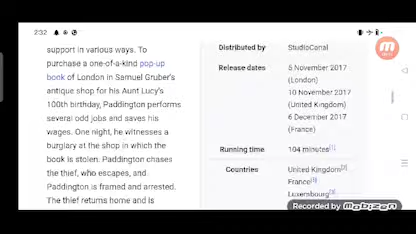 2:32
support in various ways. To
purchase a one-of-a-kind pop-up
book of London in Samuel Gruber's
antique shop for his Aunt Lucy's
100th birthday, Paddington performs
several odd jobs and saves his
wages. One night, he witnesses a
burglary at the shop in which the
book is stolen. Paddington chases
the thief, who escapes, and
Paddington is framed and arrested.
The thief returns home and is
Distributed by StudioCanal
Release dates 5 November 2017
(London)
10 November 2017
(United Kingdom)
6 December 2017
(France)
Running time 104 minutes[1]
Countries United Kingdom[2]
France[3]
Luxembourg[3]
Recorded by Mobizen